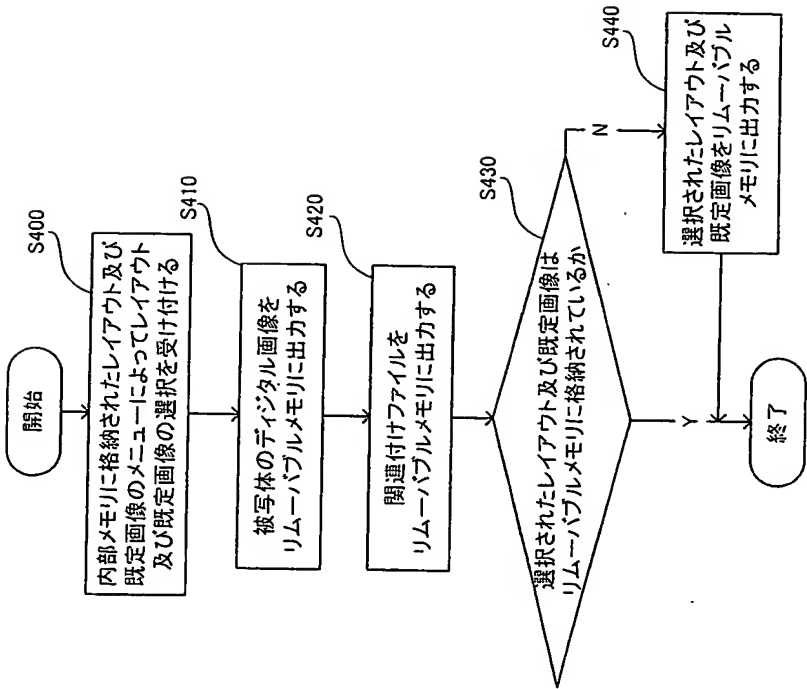 開始
S400
内部メモリに格納されたレイアウト及び
既定画像のメニューによってレイアウト
及び既定画像の選択を受け付ける
S410
被写体のディジタル画像を
リムーバブルメモリに出力する
S420
関連付けファイルを
リムーバブルメモリに出力する
S430
選択されたレイアウト及び既定画像は
リムーバブルメモリに格納されているか
N
S440
選択されたレイアウト及び
既定画像をリムーバブル
メモリに出力する
Y
終了